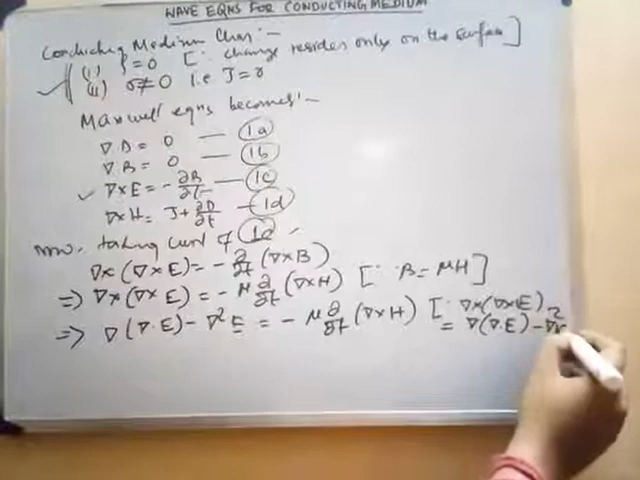 WAVE EQNS FOR CONDUCTING MEDIUM
Conducting Medium Char:-
(i) ρ=0 [∵ charge resides only on the surface]
(ii) σ≠0 i.e J=σ
Maxwell eqns becomes:-
∇.D = 0 — (1a)
∇.B = 0 — (1b)
✓ ∇×E = -∂B/∂t — (1c)
∇×H = J+∂D/∂t — (1d)
now, taking curl of (1c)
∇×(∇×E) = -∂/∂t(∇×B)
⇒ ∇×(∇×E) = -μ∂/∂t(∇×H) [∵ B=μH]
⇒ ∇(∇.E)-∇²E = -μ∂/∂t(∇×H) [∵ ∇×(∇×E)
= ∇(∇.E)-∇²